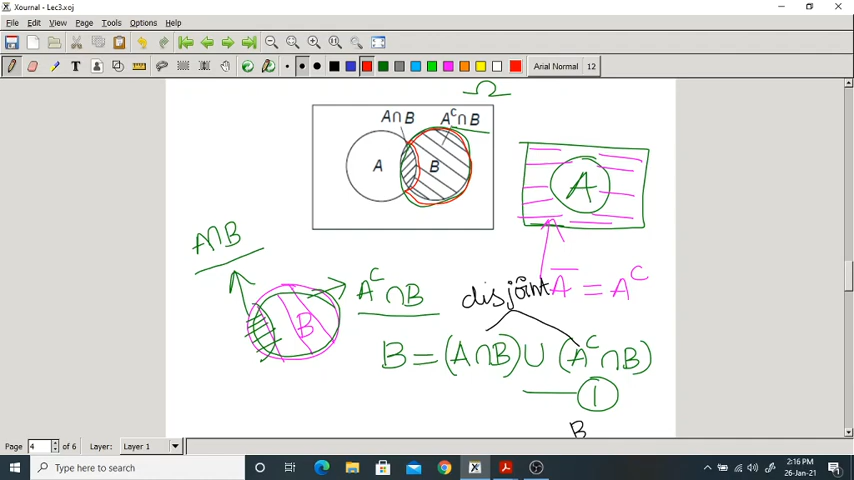 Xournal - Lec3.xoj
File Edit View Page Tools Options Help
Arial Normal 12
Ω
A∩B A^C∩B
A B
A
A∩B
A^C∩B
disjoint
A̅ = A^C
B
B = (A∩B) ∪ (A^C∩B)
1
B
Page 4 of 6 Layer: Layer 1
Type here to search
2:16 PM
26-Jan-21
1